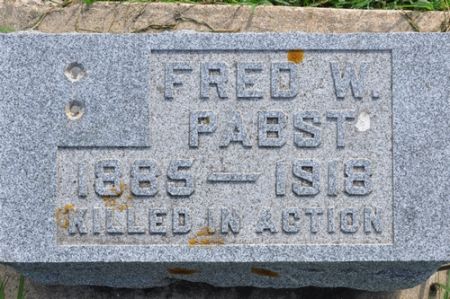 FRED W.
PABST
1885 — 1918
KILLED IN ACTION